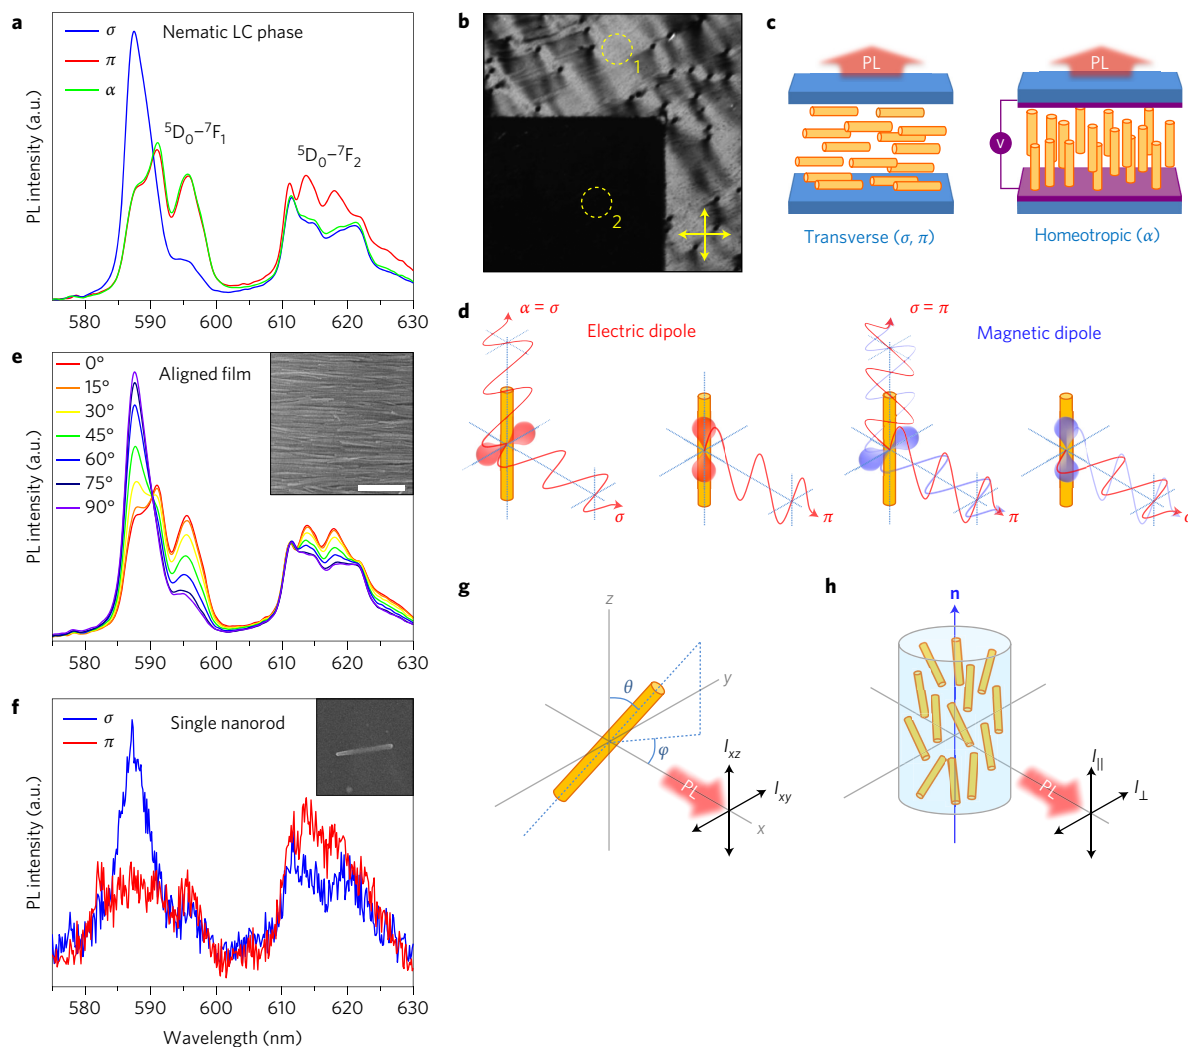 a
Nematic LC phase
σ
π
α
⁵D₀–⁷F₁
⁵D₀–⁷F₂
PL intensity (a.u.)
580 590 600 610 620 630
b
1
2
c
PL
PL
V
Transverse (σ, π)
Homeotropic (α)
d
α = σ
Electric dipole
σ
π
σ = π
Magnetic dipole
π
σ
e
Aligned film
0°
15°
30°
45°
60°
75°
90°
PL intensity (a.u.)
580 590 600 610 620 630
f
Single nanorod
σ
π
PL intensity (a.u.)
580 590 600 610 620 630
Wavelength (nm)
g
z
θ
y
φ
PL
I_xz
I_xy
x
h
n
PL
I_||
I_⊥